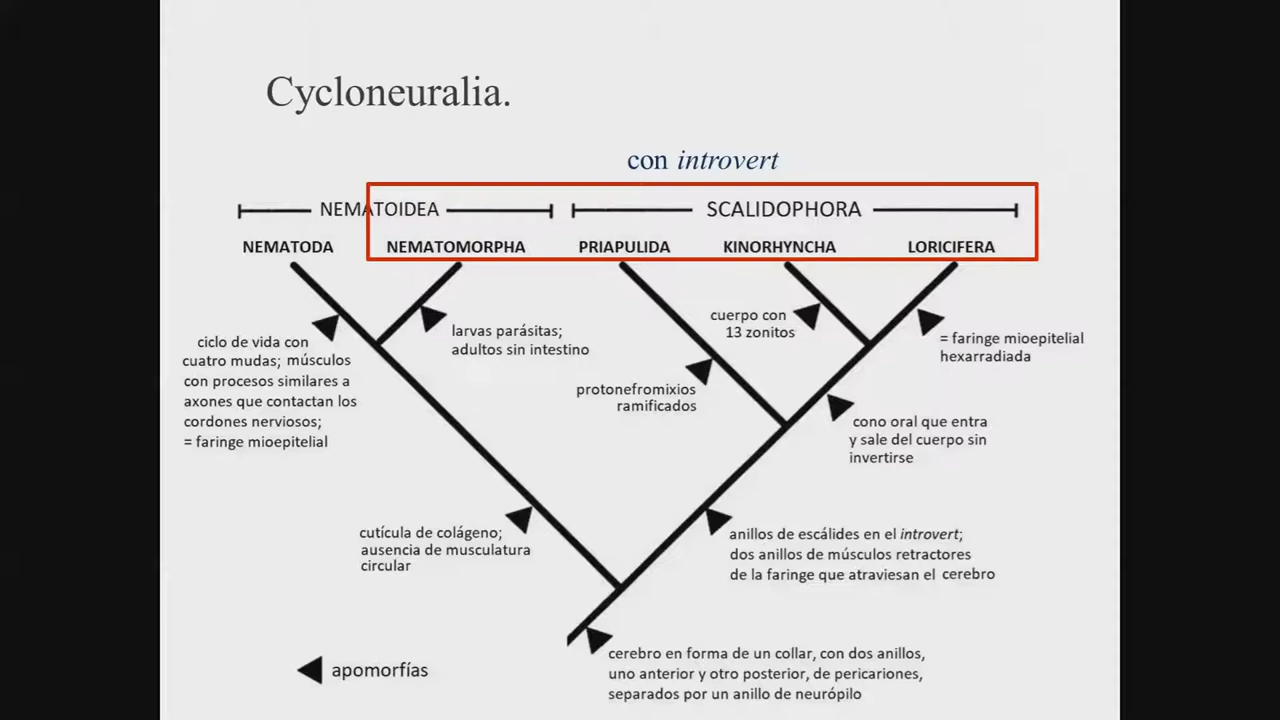 Cycloneuralia.
con introvert
NEMATOIDEA
SCALIDOPHORA
NEMATODA
NEMATOMORPHA
PRIAPULIDA
KINORHYNCHA
LORICIFERA
ciclo de vida con
cuatro mudas; músculos
con procesos similares a
axones que contactan los
cordones nerviosos;
= faringe mioepitelial
larvas parásitas;
adultos sin intestino
protonefromixios
ramificados
cuerpo con
13 zonitos
= faringe mioepitelial
hexarradiada
cono oral que entra
y sale del cuerpo sin
invertirse
cutícula de colágeno;
ausencia de musculatura
circular
anillos de escálides en el introvert;
dos anillos de músculos retractores
de la faringe que atraviesan el cerebro
cerebro en forma de un collar, con dos anillos,
uno anterior y otro posterior, de pericariones,
separados por un anillo de neurópilo
apomorfías